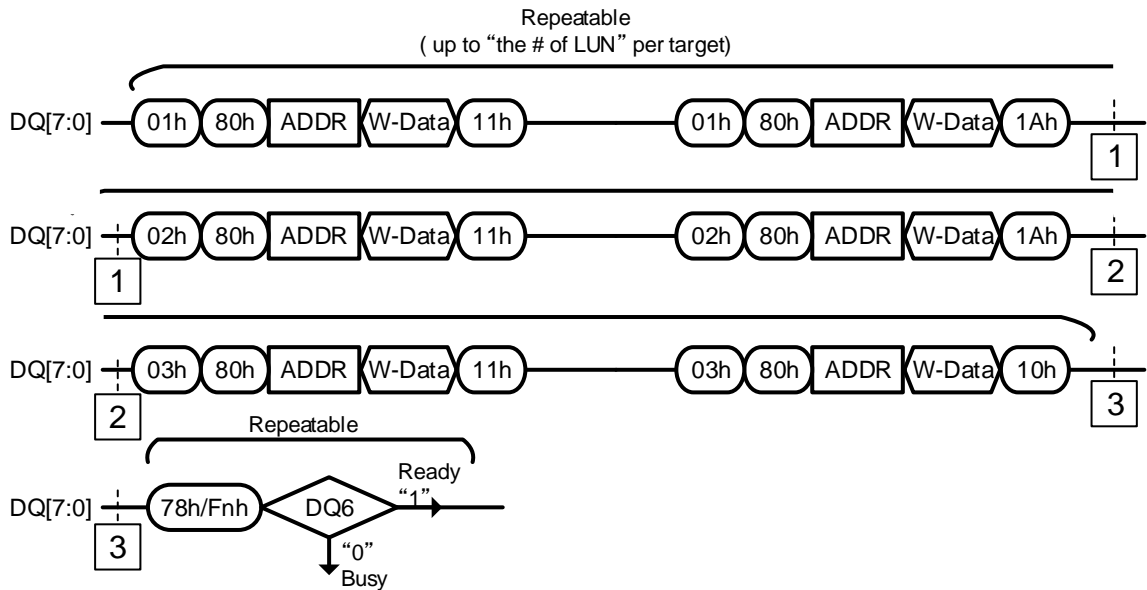 Repeatable
( up to “the # of LUN” per target)
DQ[7:0] 01h 80h ADDR W-Data 11h 01h 80h ADDR W-Data 1Ah
1
DQ[7:0] 02h 80h ADDR W-Data 11h 02h 80h ADDR W-Data 1Ah
1 2
DQ[7:0] 03h 80h ADDR W-Data 11h 03h 80h ADDR W-Data 10h
2 3
Repeatable
Ready
DQ[7:0] 78h/Fnh DQ6 “1”
3
“0”
Busy